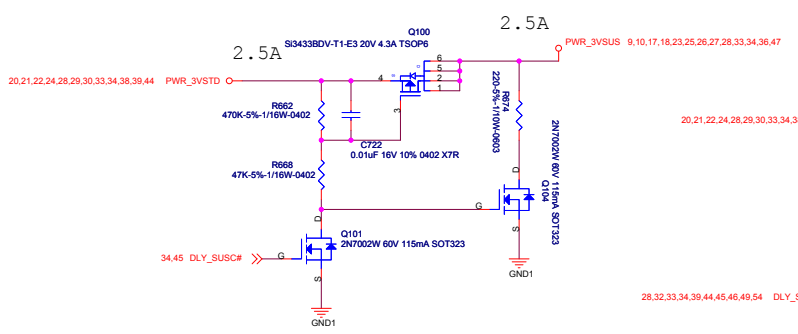 Q100
Si3433BDV-T1-E3 20V 4.3A TSOP6
2.5A
2.5A
PWR_3VSUS 9,10,17,18,23,25,26,27,28,33,34,36,47
20,21,22,24,28,29,30,33,34,38,39,44 PWR_3VSTD
4
6
5
2
1
3
R662
470K-5%-1/16W-0402
C722
0.01uF 16V 10% 0402 X7R
R674
220-5%-1/10W-0603
20,21,22,24,28,29,30,33,34,3
R668
47K-5%-1/16W-0402
2N7002W 60V 115mA SOT323
Q104
D
G
S
GND1
D
Q101
2N7002W 60V 115mA SOT323
34,45 DLY_SUSC#
G
S
GND1
28,32,33,34,39,44,45,46,49,54 DLY_S